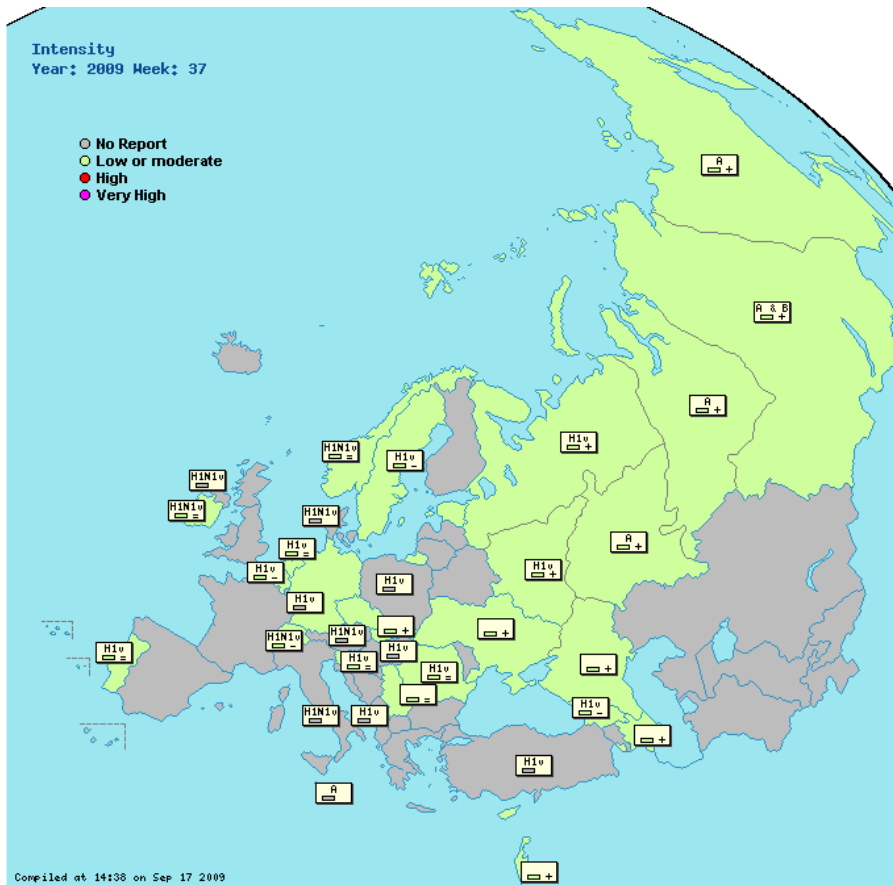 Intensity
Year: 2009 Week: 37
No Report
Low or moderate
High
Very High
A
+
A & B
+
A
+
H1v
+
H1N1v
=
H1v
-
H1N1v
H1N1v
=
H1N1v
A
+
H1v
=
H1v
+
H1v
-
H1v
H1v
+
+
H1N1v
H1N1v
-
H1v
H1v
=
H1v
=
+
H1v
=
=
H1v
-
H1N1v
H1v
+
H1v
A
+
Compiled at 14:38 on Sep 17 2009